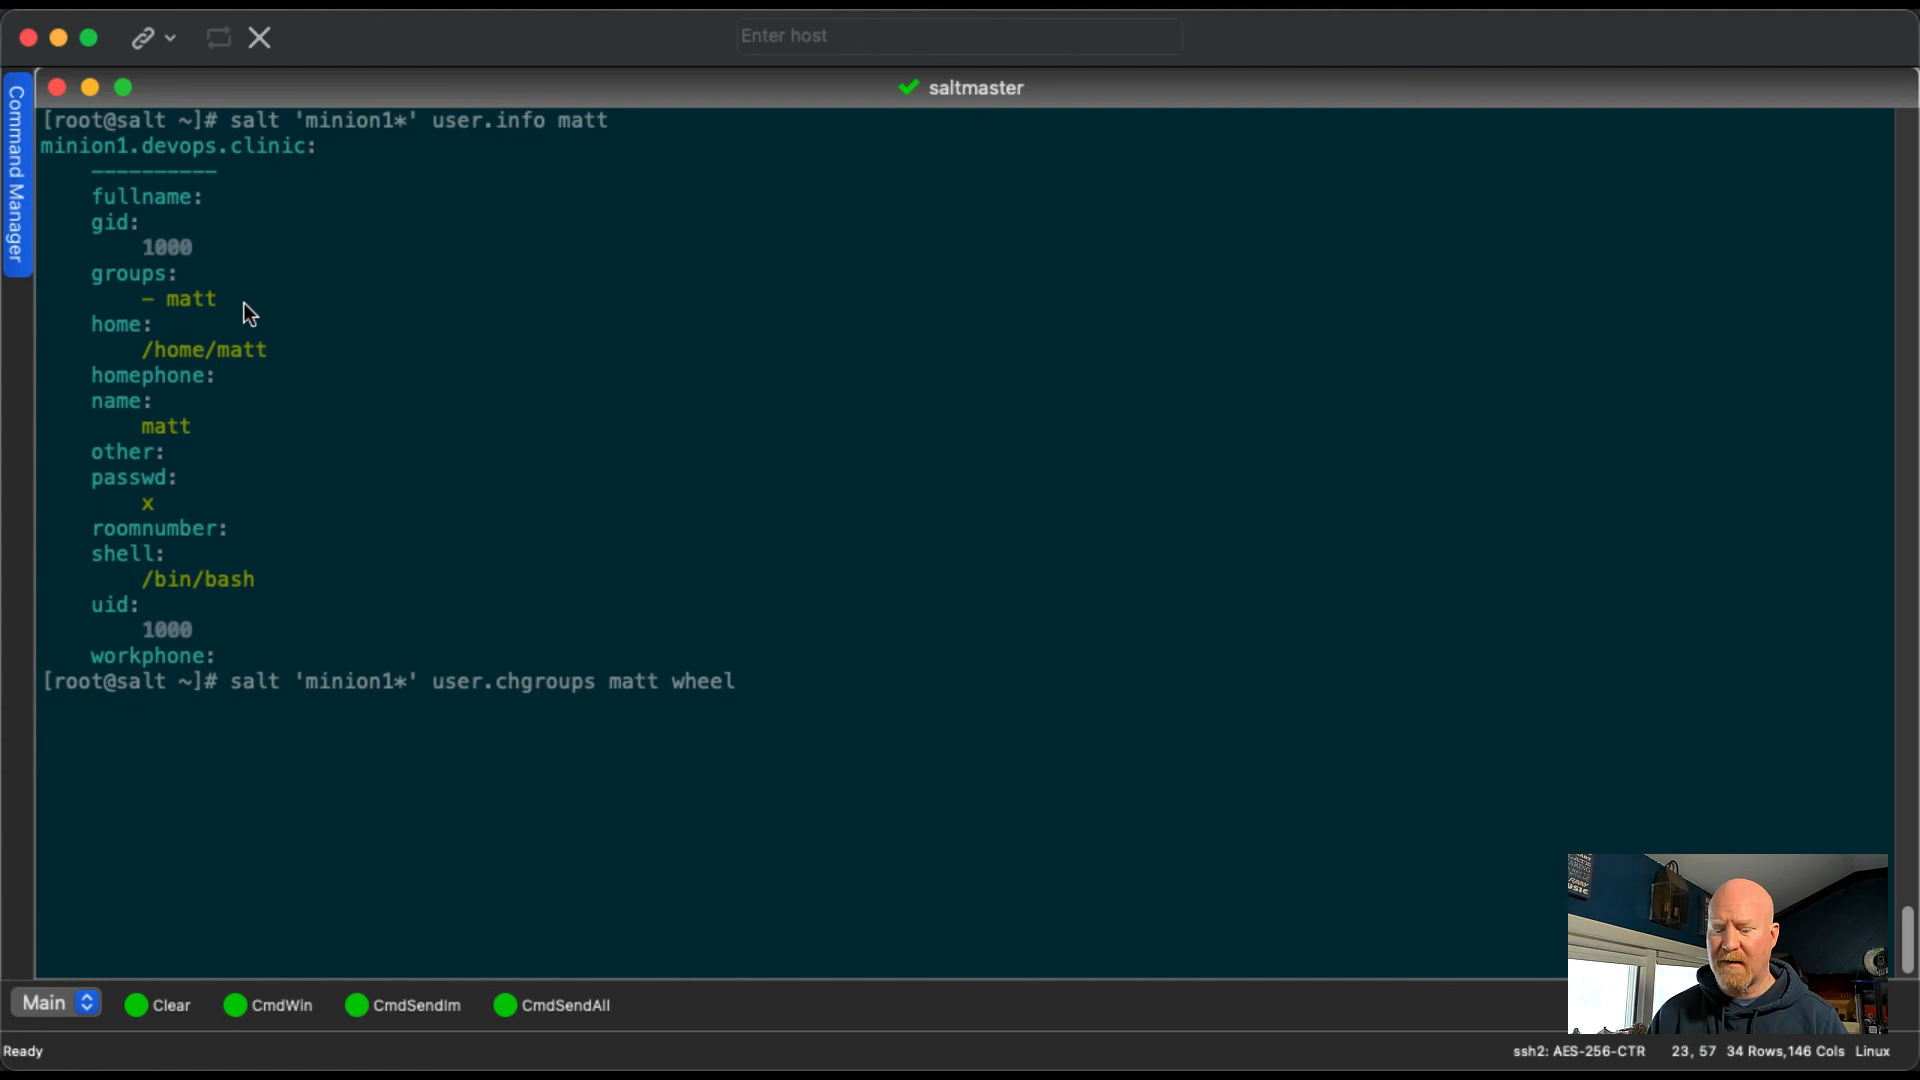 Enter host
saltmaster
Command Manager
[root@salt ~]# salt 'minion1*' user.info matt
minion1.devops.clinic:
----------
fullname:
gid:
1000
groups:
- matt
home:
/home/matt
homephone:
name:
matt
other:
passwd:
x
roomnumber:
shell:
/bin/bash
uid:
1000
workphone:
[root@salt ~]# salt 'minion1*' user.chgroups matt wheel
MUSIC
Main Clear CmdWin CmdSendIm CmdSendAll
Ready ssh2: AES-256-CTR 23, 57 34 Rows,146 Cols Linux